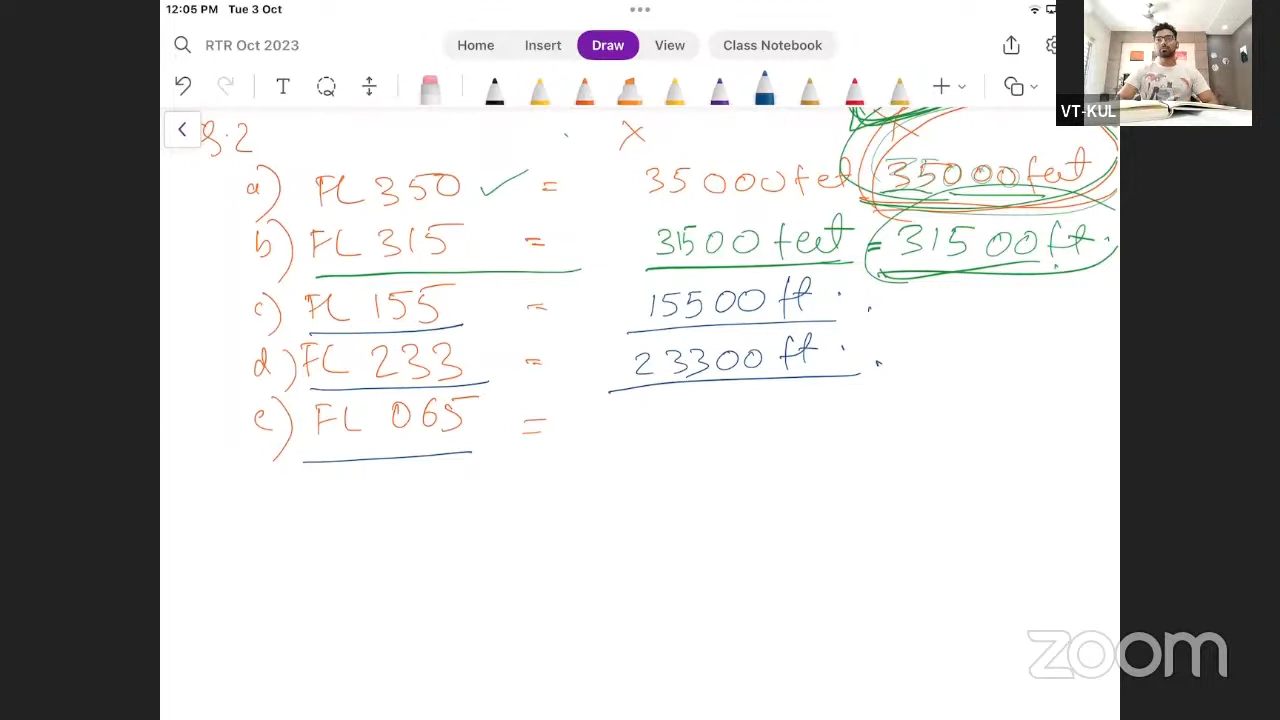 12:05 PM Tue 3 Oct
RTR Oct 2023
Home Insert Draw View Class Notebook
T
VT-KUL
Q.2 X X
a) FL 350 ✓ = 35000 feet 35000 feet
b) FL 315 = 31500 feet = 31500 ft.
c) FL 155 = 15500 ft.
d) FL 233 = 23300 ft.
e) FL 065 =
zoom